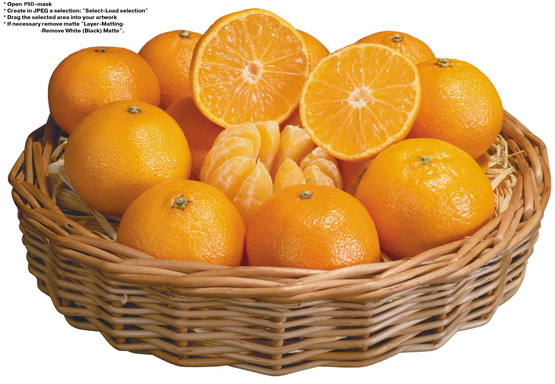 * Open PSD-mask
* Create in JPEG a selection: "Select-Load selection"
* Drag the selected area into your artwork
* If necessary remove matte "Layer-Matting-
-Remove White (Black) Matte".